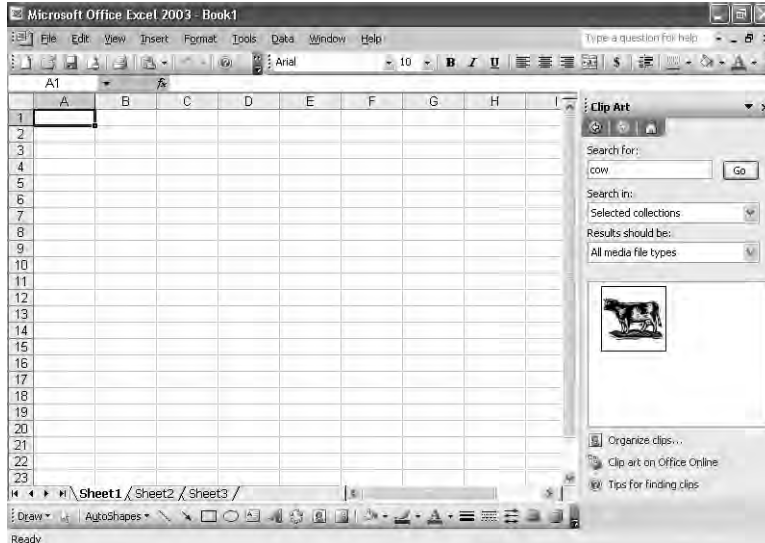 Microsoft Office Excel 2003 - Book1
File Edit View Insert Format Tools Data Window Help Type a question for help
Arial 10 B I U $ A
A1 fx
A B C D E F G H I
Clip Art
1
2
3
Search for:
4
cow Go
5
Search in:
6
7
Selected collections
8
Results should be:
9
All media file types
10
11
12
13
14
15
16
17
18
19
20
21
Organize clips...
22
Clip art on Office Online
23
Tips for finding clips
Sheet1 / Sheet2 / Sheet3 /
Draw AutoShapes A
Ready